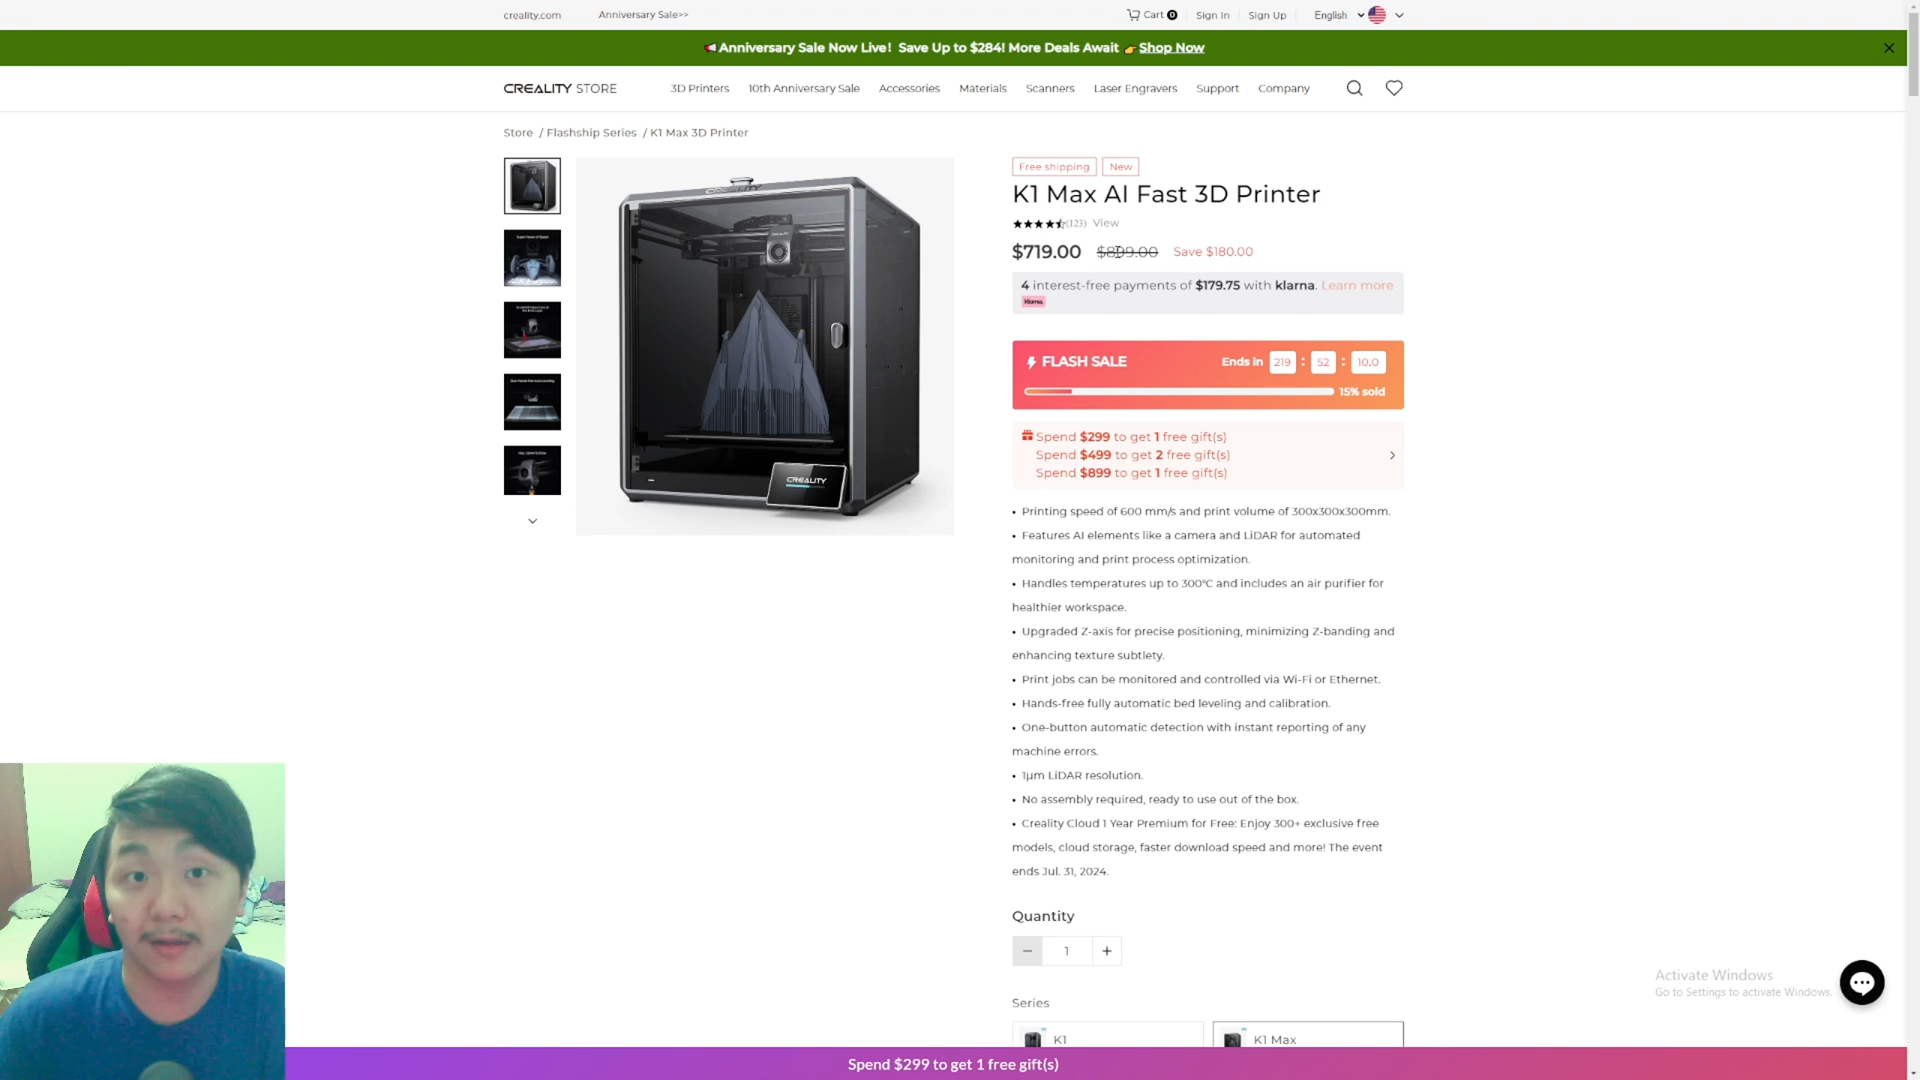 creality.com
Anniversary Sale>>
Cart 0
Sign In
Sign Up
English
Anniversary Sale Now Live! Save Up to $284! More Deals Await Shop Now
CREALITY STORE
3D Printers
10th Anniversary Sale
Accessories
Materials
Scanners
Laser Engravers
Support
Company
Store / Flashship Series / K1 Max 3D Printer
CREALITY
CREALITY
Free shipping
New
K1 Max AI Fast 3D Printer
(123) View
$719.00 $899.00 Save $180.00
4 interest-free payments of $179.75 with klarna. Learn more
Klarna.
FLASH SALE
Ends in 219 : 52 : 10.0
15% sold
Spend $299 to get 1 free gift(s)
Spend $499 to get 2 free gift(s)
Spend $899 to get 1 free gift(s)
• Printing speed of 600 mm/s and print volume of 300x300x300mm.
• Features AI elements like a camera and LiDAR for automated
monitoring and print process optimization.
• Handles temperatures up to 300℃ and includes an air purifier for
healthier workspace.
• Upgraded Z-axis for precise positioning, minimizing Z-banding and
enhancing texture subtlety.
• Print jobs can be monitored and controlled via Wi-Fi or Ethernet.
• Hands-free fully automatic bed leveling and calibration.
• One-button automatic detection with instant reporting of any
machine errors.
• 1μm LiDAR resolution.
• No assembly required, ready to use out of the box.
• Creality Cloud 1 Year Premium for Free: Enjoy 300+ exclusive free
models, cloud storage, faster download speed and more! The event
ends Jul. 31, 2024.
Quantity
− 1 +
Series
K1
K1 Max
Activate Windows
Go to Settings to activate Windows.
Spend $299 to get 1 free gift(s)